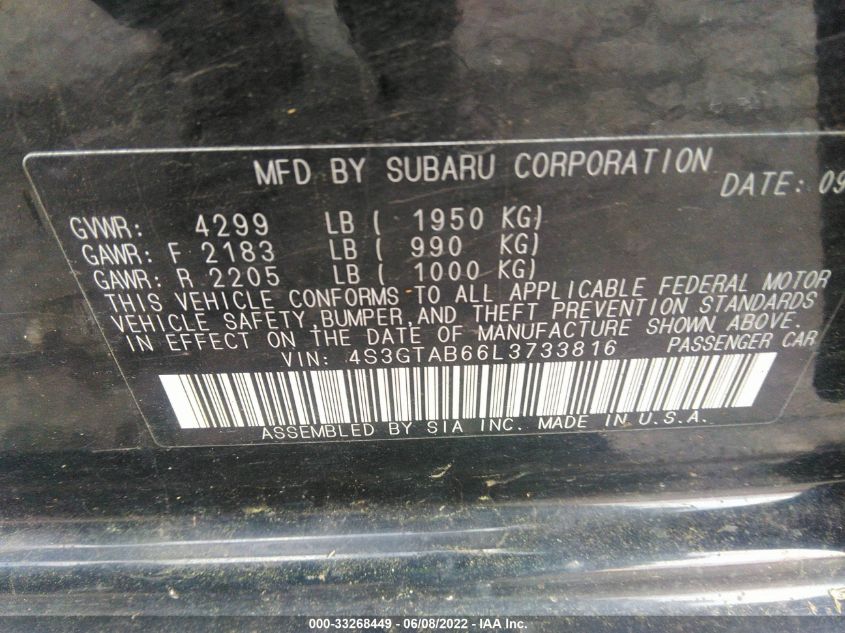 MFD BY SUBARU CORPORATION
DATE: 09
GVWR: 4299 LB ( 1950 KG)
GAWR: F 2183 LB ( 990 KG)
GAWR: R 2205 LB ( 1000 KG)
THIS VEHICLE CONFORMS TO ALL APPLICABLE FEDERAL MOTOR
VEHICLE SAFETY,BUMPER,AND THEFT PREVENTION STANDARDS
IN EFFECT ON THE DATE OF MANUFACTURE SHOWN ABOVE.
VIN: 4S3GTAB66L3733816 PASSENGER CAR
ASSEMBLED BY SIA INC. MADE IN U.S.A.
000-33268449 - 06/08/2022 - IAA Inc.